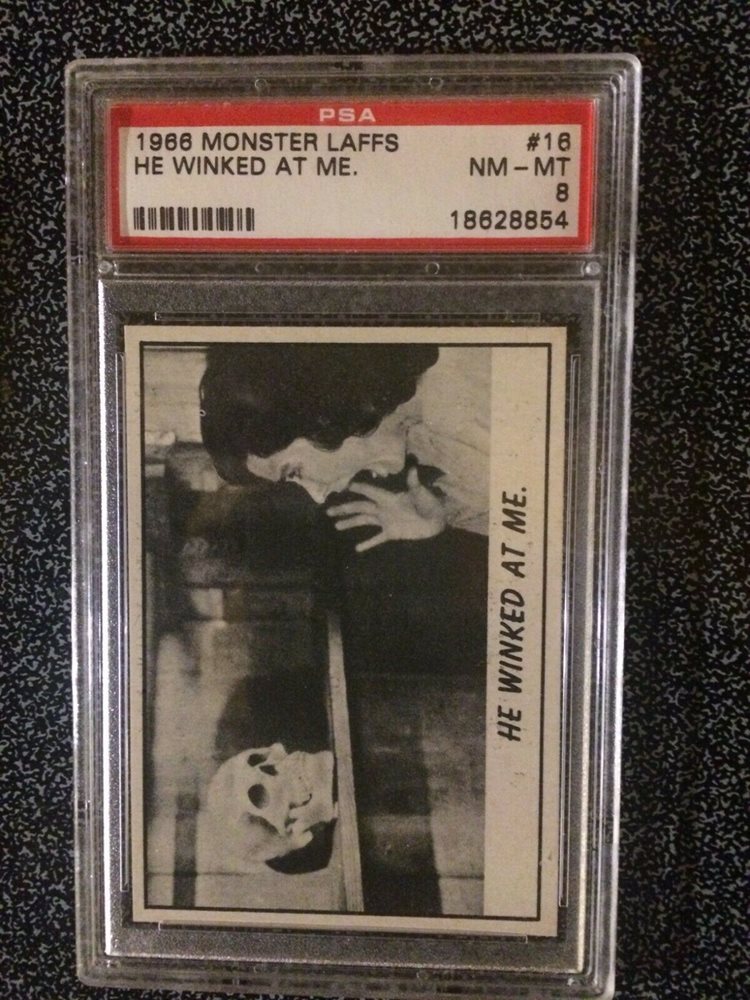 PSA
1966 MONSTER LAFFS #16
HE WINKED AT ME. NM-MT
8
18628854
HE WINKED AT ME.